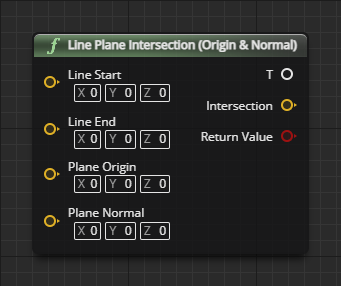 f Line Plane Intersection (Origin & Normal)
Line Start
X 0 Y 0 Z 0
T
Line End
X 0 Y 0 Z 0
Intersection
Plane Origin
X 0 Y 0 Z 0
Return Value
Plane Normal
X 0 Y 0 Z 0